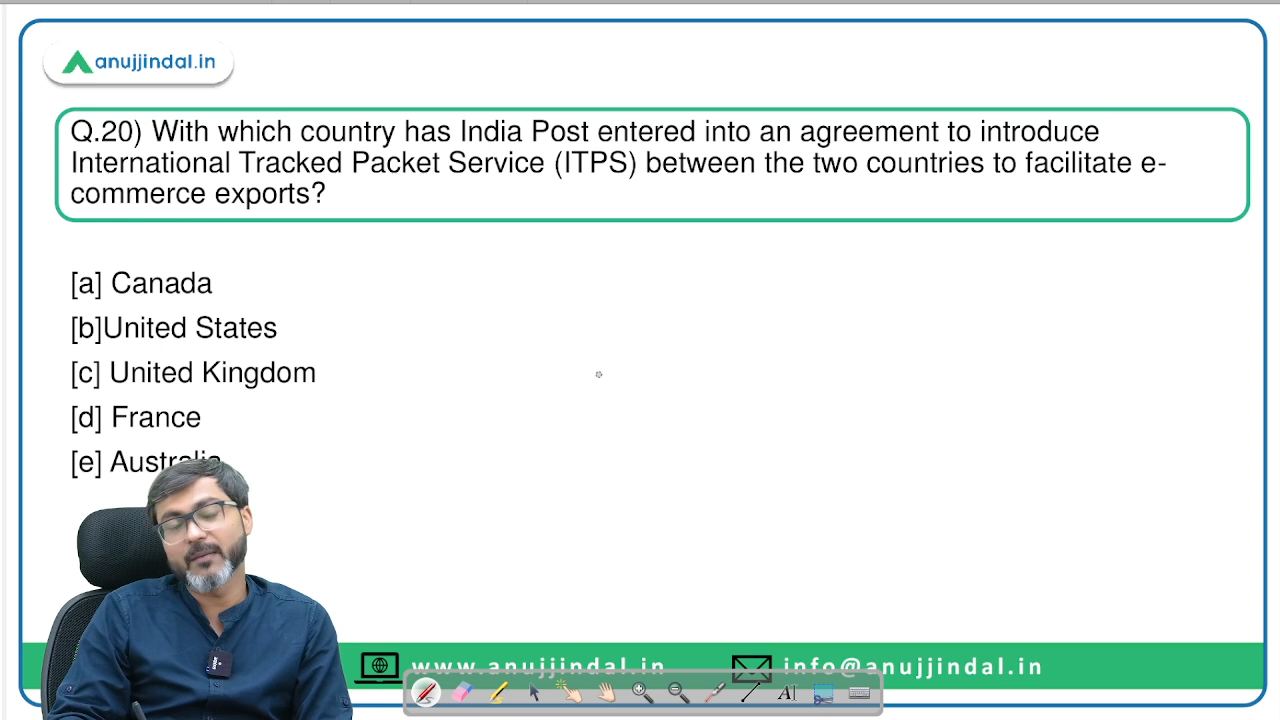 anujjindal.in
Q.20) With which country has India Post entered into an agreement to introduce
International Tracked Packet Service (ITPS) between the two countries to facilitate e-
commerce exports?
[a] Canada
[b]United States
[c] United Kingdom
[d] France
[e] Australia
www.anujjindal.in
info@anujjindal.in
AI